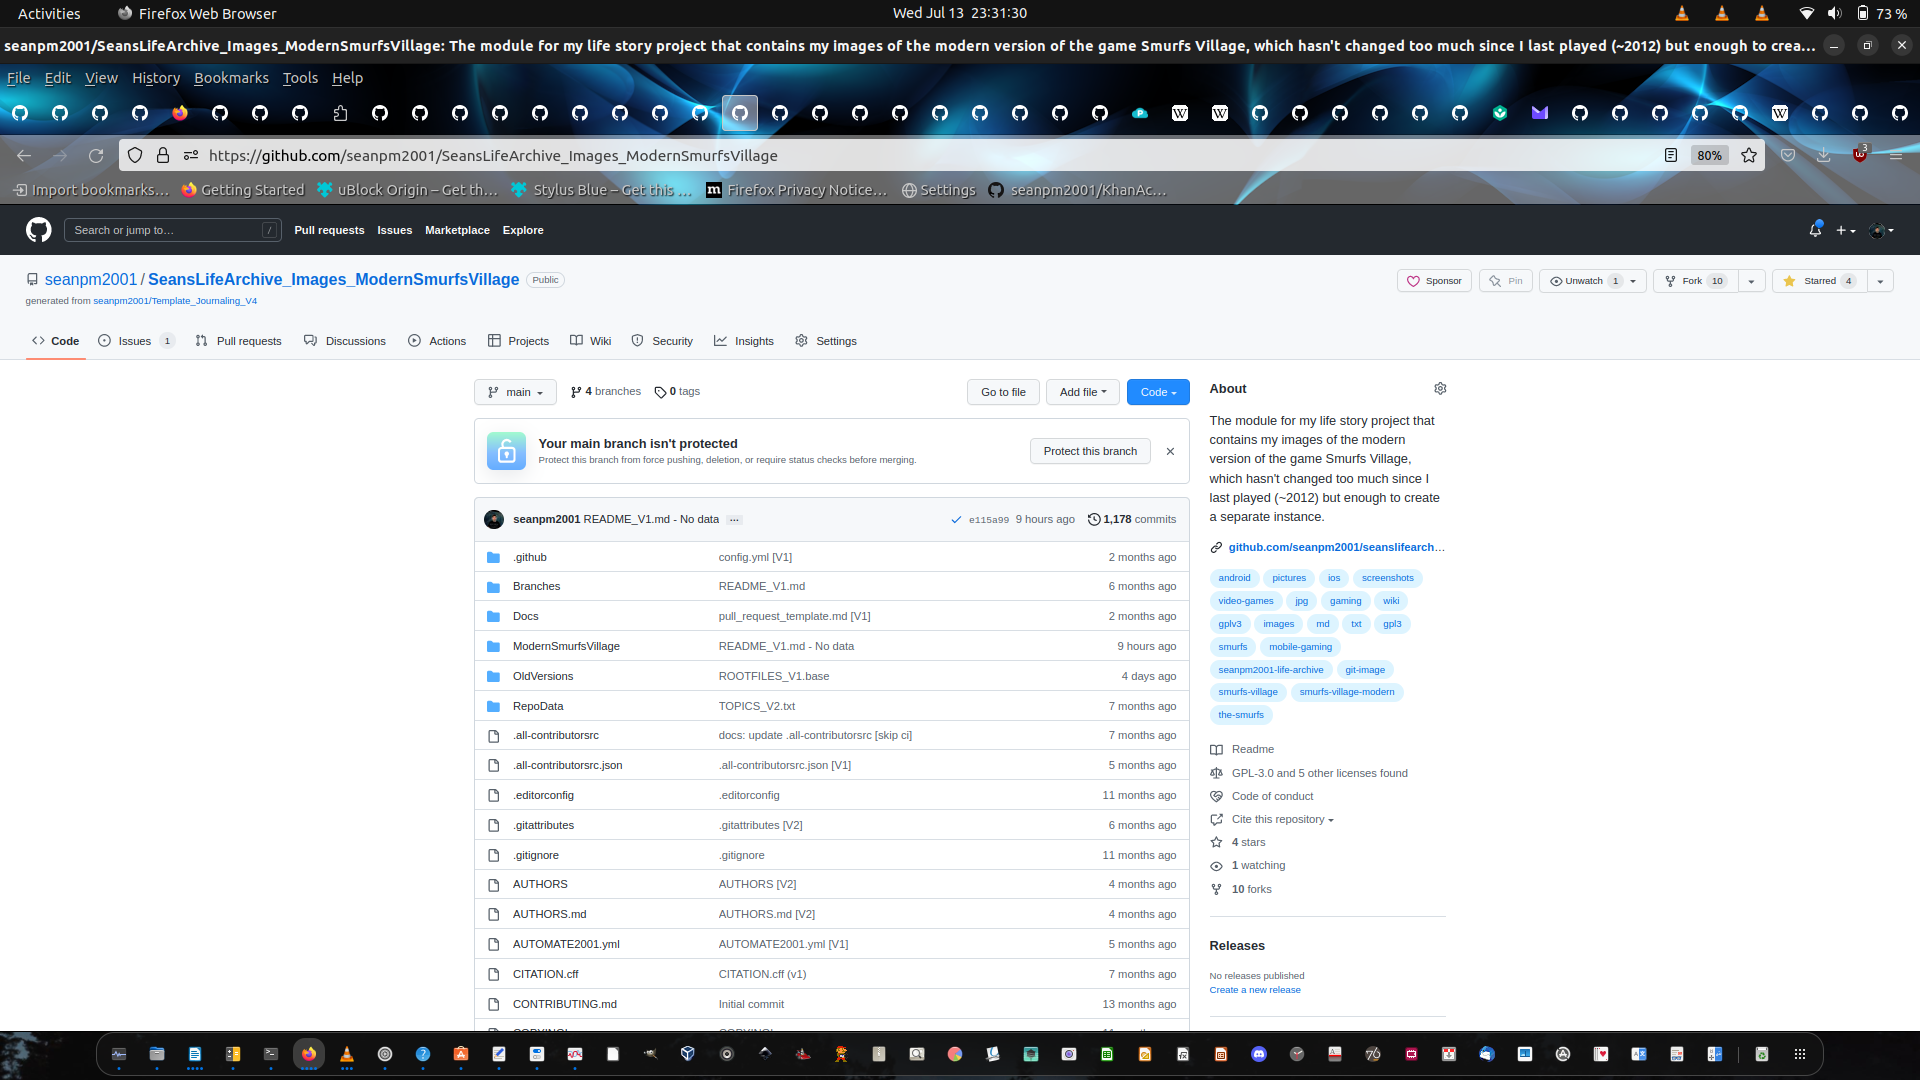 Activities
Firefox Web Browser
Wed Jul 13 23:31:30
73 %
seanpm2001/SeansLifeArchive_Images_ModernSmurfsVillage: The module for my life story project that contains my images of the modern version of the game Smurfs Village, which hasn't changed too much since I last played (~2012) but enough to crea…
File Edit View History Bookmarks Tools Help
https://github.com/seanpm2001/SeansLifeArchive_Images_ModernSmurfsVillage
80%
3
Import bookmarks…
Getting Started
uBlock Origin – Get th…
Stylus Blue – Get this …
Firefox Privacy Notice…
Settings
seanpm2001/KhanAc…
Search or jump to…
/
Pull requests Issues Marketplace Explore
seanpm2001 / SeansLifeArchive_Images_ModernSmurfsVillage Public
generated from seanpm2001/Template_Journaling_V4
Sponsor
Pin
Unwatch 1
Fork 10
Starred 4
Code
Issues 1
Pull requests
Discussions
Actions
Projects
Wiki
Security
Insights
Settings
main
4 branches
0 tags
Go to file
Add file
Code
Your main branch isn't protected
Protect this branch from force pushing, deletion, or require status checks before merging.
Protect this branch
seanpm2001 README_V1.md - No data … e115a99 9 hours ago 1,178 commits
.github config.yml [V1] 2 months ago
Branches README_V1.md 6 months ago
Docs pull_request_template.md [V1] 2 months ago
ModernSmurfsVillage README_V1.md - No data 9 hours ago
OldVersions ROOTFILES_V1.base 4 days ago
RepoData TOPICS_V2.txt 7 months ago
.all-contributorsrc docs: update .all-contributorsrc [skip ci] 7 months ago
.all-contributorsrc.json .all-contributorsrc.json [V1] 5 months ago
.editorconfig .editorconfig 11 months ago
.gitattributes .gitattributes [V2] 6 months ago
.gitignore .gitignore 11 months ago
AUTHORS AUTHORS [V2] 4 months ago
AUTHORS.md AUTHORS.md [V2] 4 months ago
AUTOMATE2001.yml AUTOMATE2001.yml [V1] 5 months ago
CITATION.cff CITATION.cff (v1) 7 months ago
CONTRIBUTING.md Initial commit 13 months ago
About
The module for my life story project that
contains my images of the modern
version of the game Smurfs Village,
which hasn't changed too much since I
last played (~2012) but enough to create
a separate instance.
github.com/seanpm2001/seanslifearch…
android pictures ios screenshots
video-games jpg gaming wiki
gplv3 images md txt gpl3
smurfs mobile-gaming
seanpm2001-life-archive git-image
smurfs-village smurfs-village-modern
the-smurfs
Readme
GPL-3.0 and 5 other licenses found
Code of conduct
Cite this repository
4 stars
1 watching
10 forks
Releases
No releases published
Create a new release